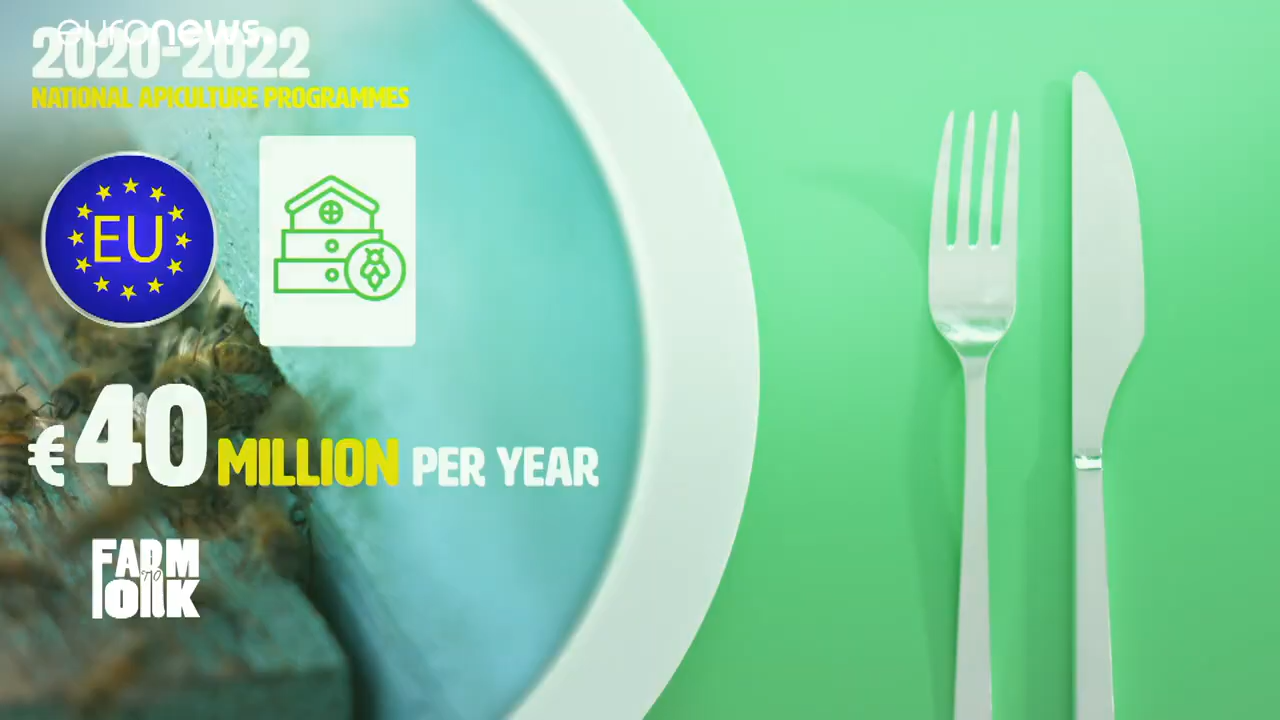 euronews.
2020-2022
NATIONAL APICULTURE PROGRAMMES
EU
€40 MILLION PER YEAR
FARM
TO
FORK